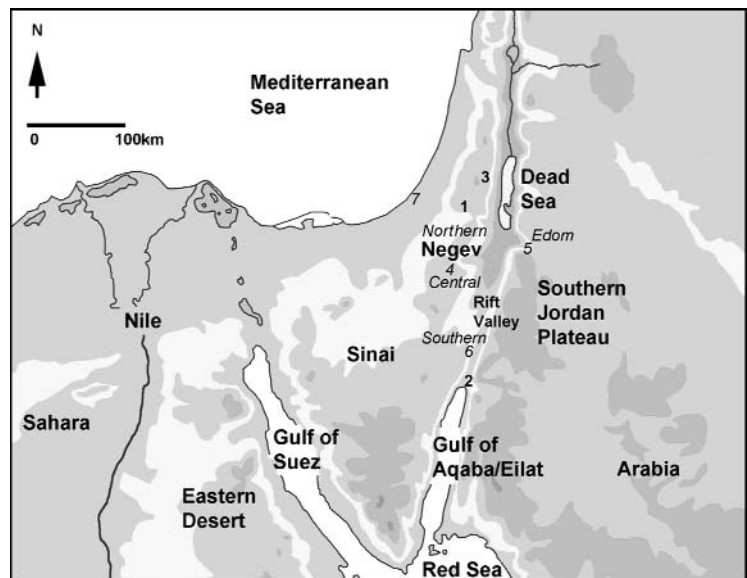 N
0 100km
Mediterranean
Sea
3
Dead
Sea
7
1
Northern
Edom
Negev
5
4
Central
Southern
Jordan
Plateau
Rift
Valley
Nile
Southern
6
Sinai
2
Sahara
Gulf of
Suez
Gulf of
Aqaba/Eilat
Arabia
Eastern
Desert
Red Sea